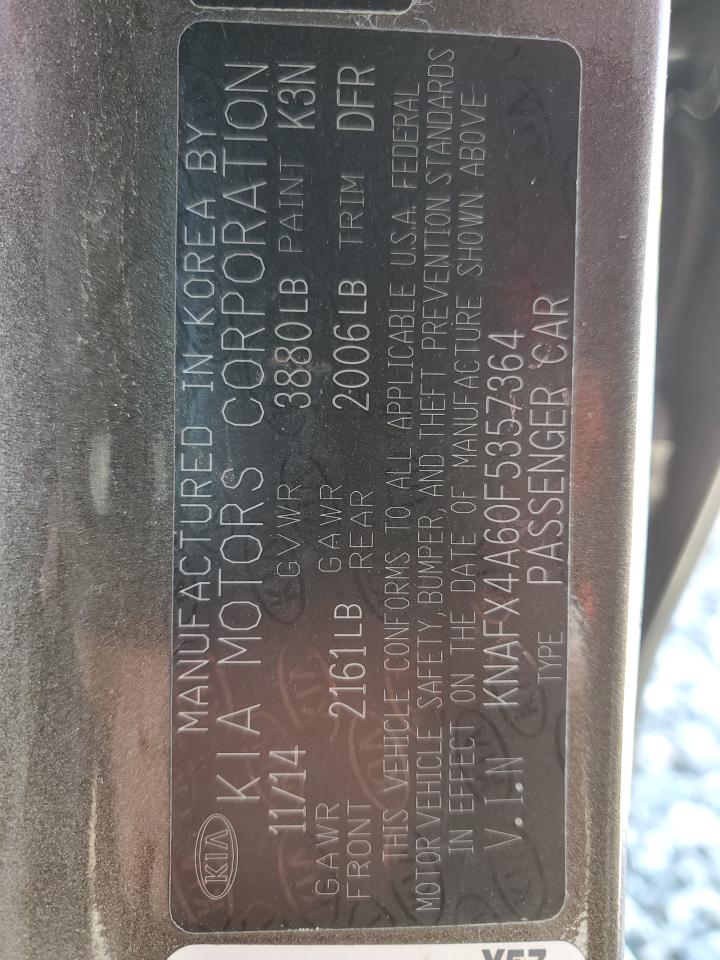 KIA
MANUFACTURED IN KOREA BY
KIA MOTORS CORPORATION
11/14 GVWR 3880LB PAINT K3N
GAWR FRONT 2161LB GAWR REAR 2006LB TRIM DFR
THIS VEHICLE CONFORMS TO ALL APPLICABLE U.S.A. FEDERAL
MOTOR VEHICLE SAFETY, BUMPER, AND THEFT PREVENTION STANDARDS
IN EFFECT ON THE DATE OF MANUFACTURE SHOWN ABOVE
V.I.N KNAFX4A60F5357364
TYPE PASSENGER CAR